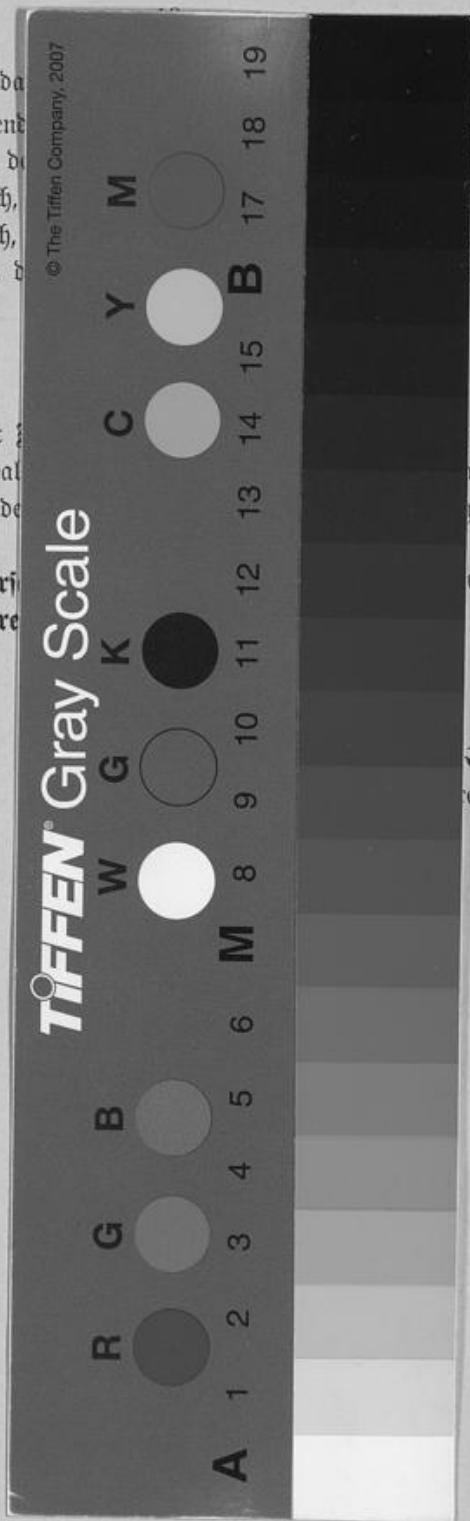 © The Tiffen Company, 2007
TIFFEN® Gray Scale
R G B W G K C Y M
A 1 2 3 4 5 6 M 8 9 10 11 12 13 14 15 B 17 18 19